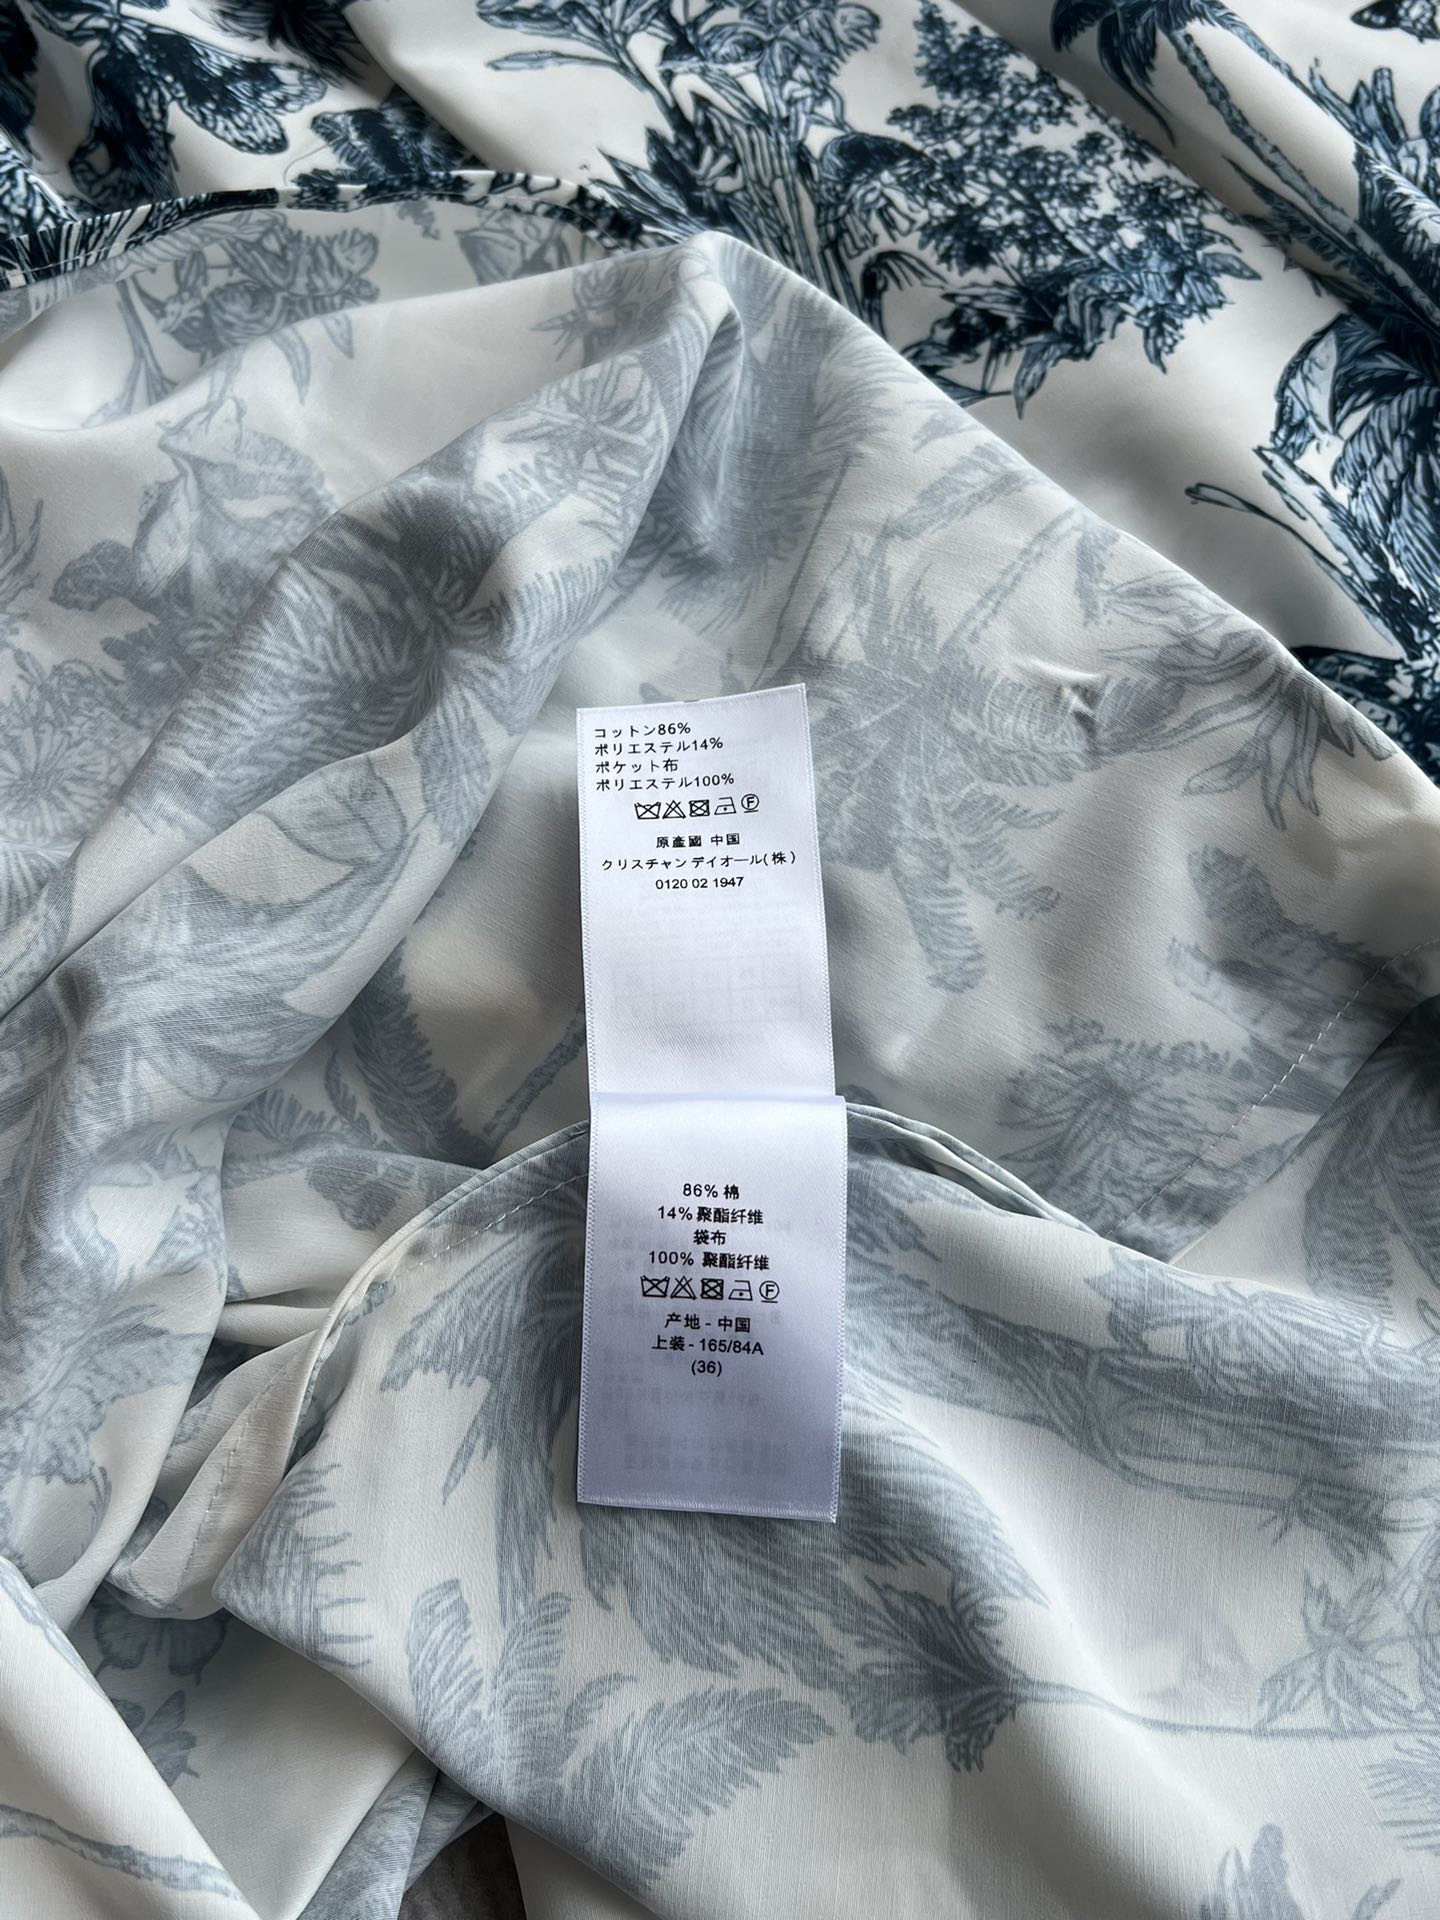 コットン86%
ポリエステル14%
ポケット布
ポリエステル100%
F
原產國 中国
クリスチャン デイオール(株)
0120 02 1947
86% 棉
14% 聚酯纤维
袋布
100% 聚酯纤维
F
产地 - 中国
上装 - 165/84A
(36)